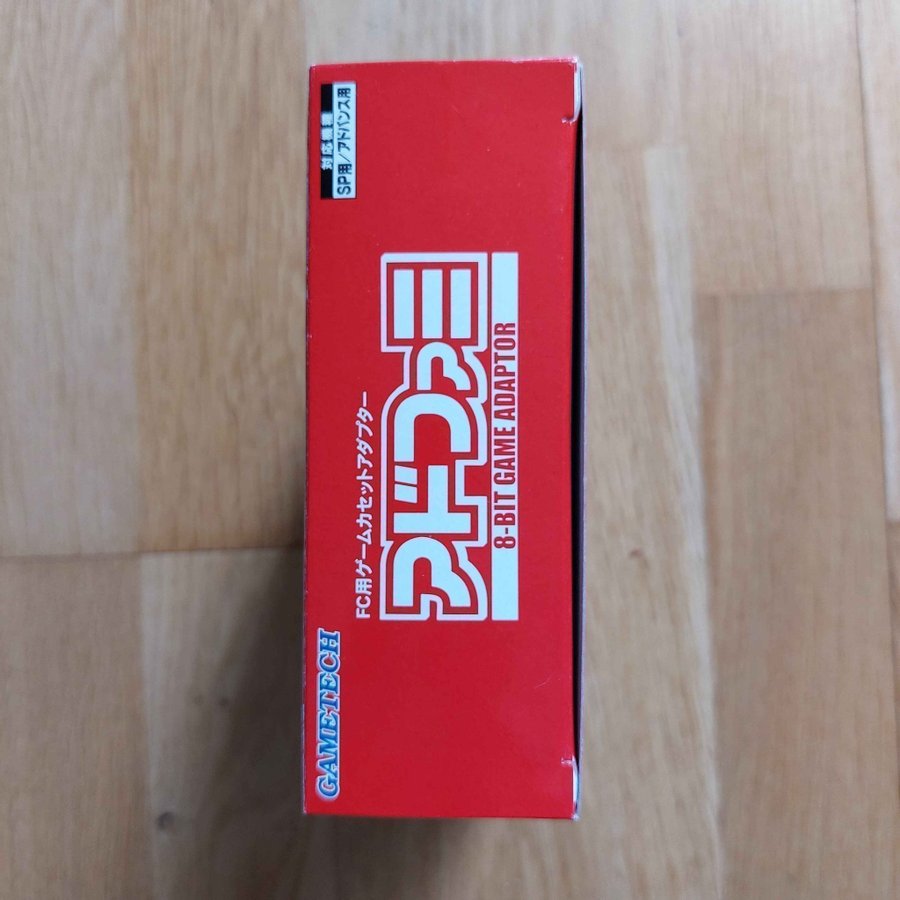 GAMETECH
対応機種
SP用/アドバンス用
FC用ゲームカセットアダプター
アドファミ
8-BIT GAME ADAPTOR